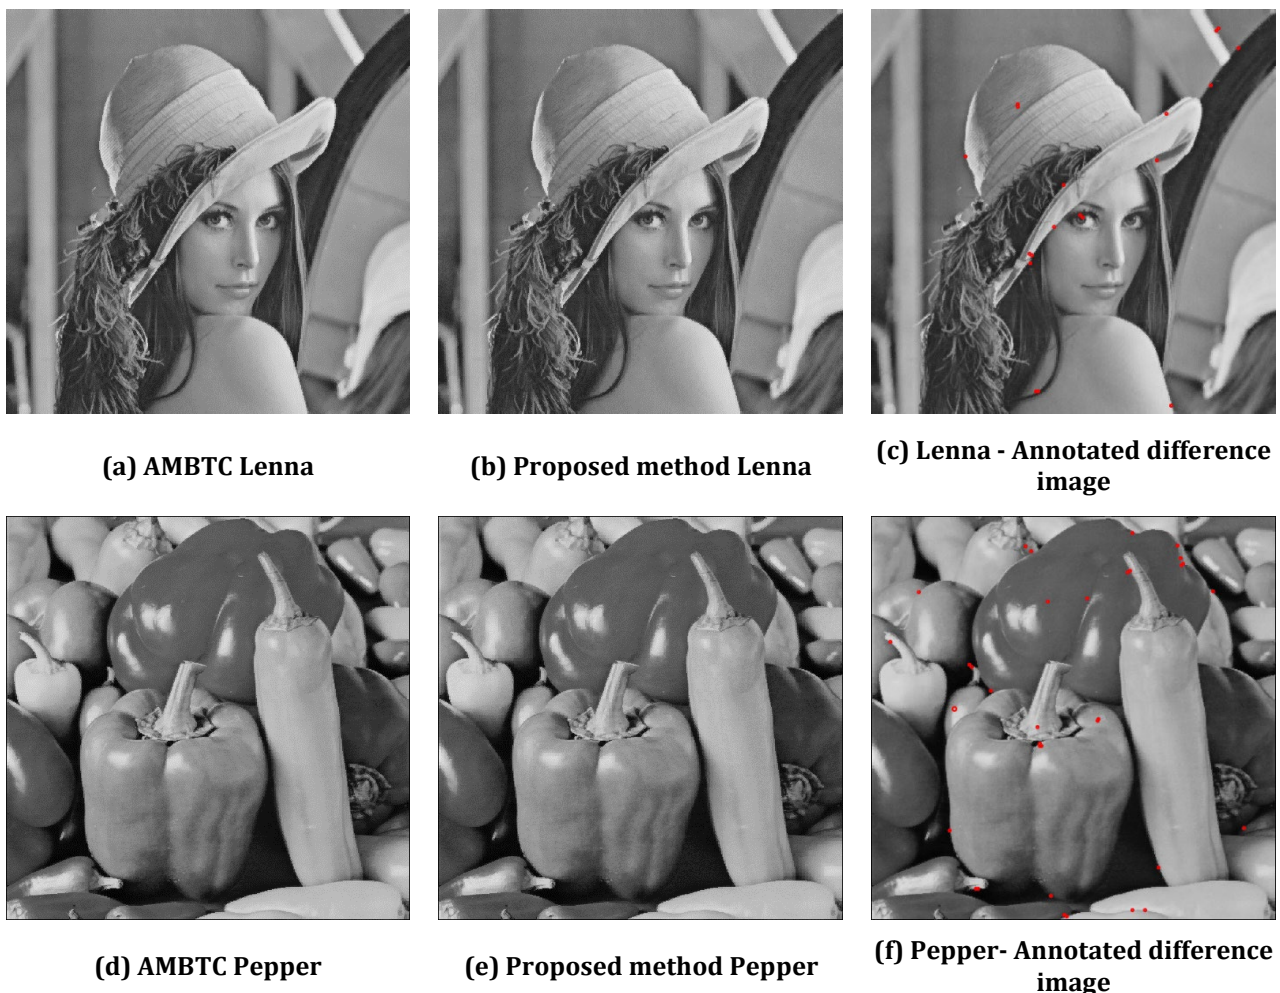 (a) AMBTC Lenna
(b) Proposed method Lenna
(c) Lenna - Annotated difference
image
(d) AMBTC Pepper
(e) Proposed method Pepper
(f) Pepper- Annotated difference
image